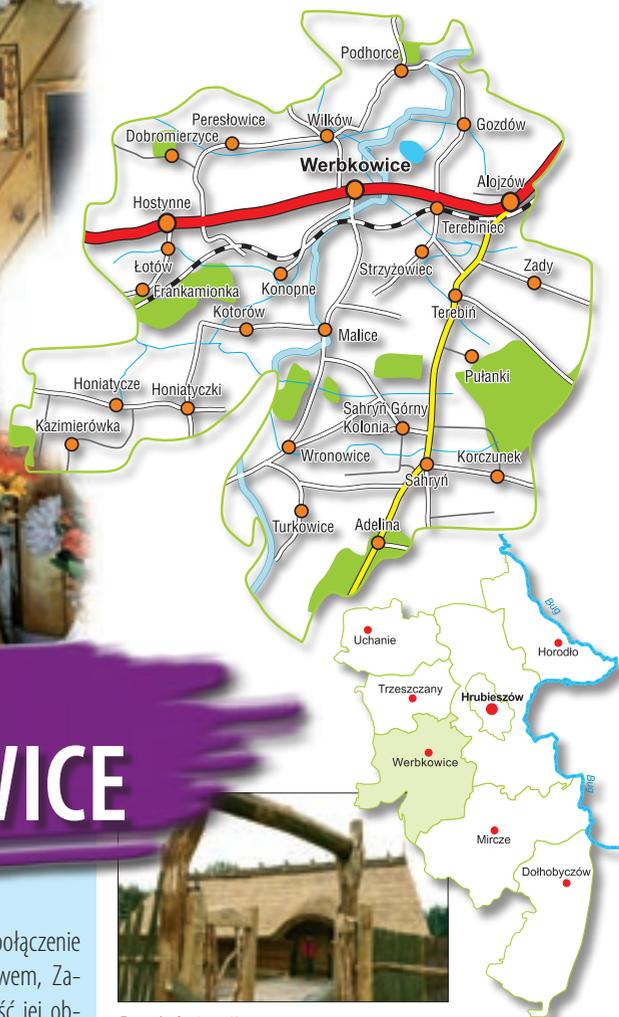 Podhorce
Peresłowice
Wilków
Gozdów
Dobromierzyce
Werbkowice
Alojzów
Hostynne
Terebiniec
Łotów
Strzyżowiec
Zady
Frankamionka
Konopne
Kotorów
Terebiń
Malice
Pułanki
Honiatycze
Honiatyczki
Sahryń Górny
Kolonia
Kazimierówka
Wronowice
Korczunek
Sahryń
Turkowice
Adelina
Bug
Uchanie
Horodło
Trzeszczany
Hrubieszów
Werbkowice
Bug
Mircze
Dołhobyczów
WICE
połączenie
wem, Za-
ść jej ob-